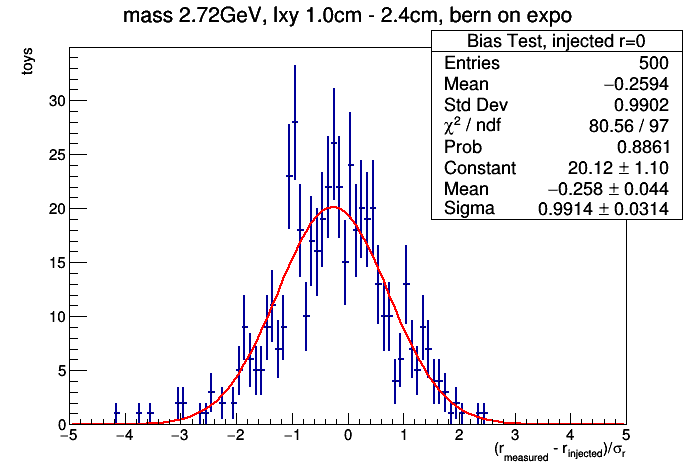 mass 2.72GeV, lxy 1.0cm - 2.4cm, bern on expo
Bias Test, injected r=0
Entries 500
Mean −0.2594
Std Dev 0.9902
χ² / ndf 80.56 / 97
Prob 0.8861
Constant 20.12 ± 1.10
Mean −0.258 ± 0.044
Sigma 0.9914 ± 0.0314
toys
30
25
20
15
10
5
0
−5 −4 −3 −2 −1 0 1 2 3 4 5
(r_measured - r_injected)/σ_r